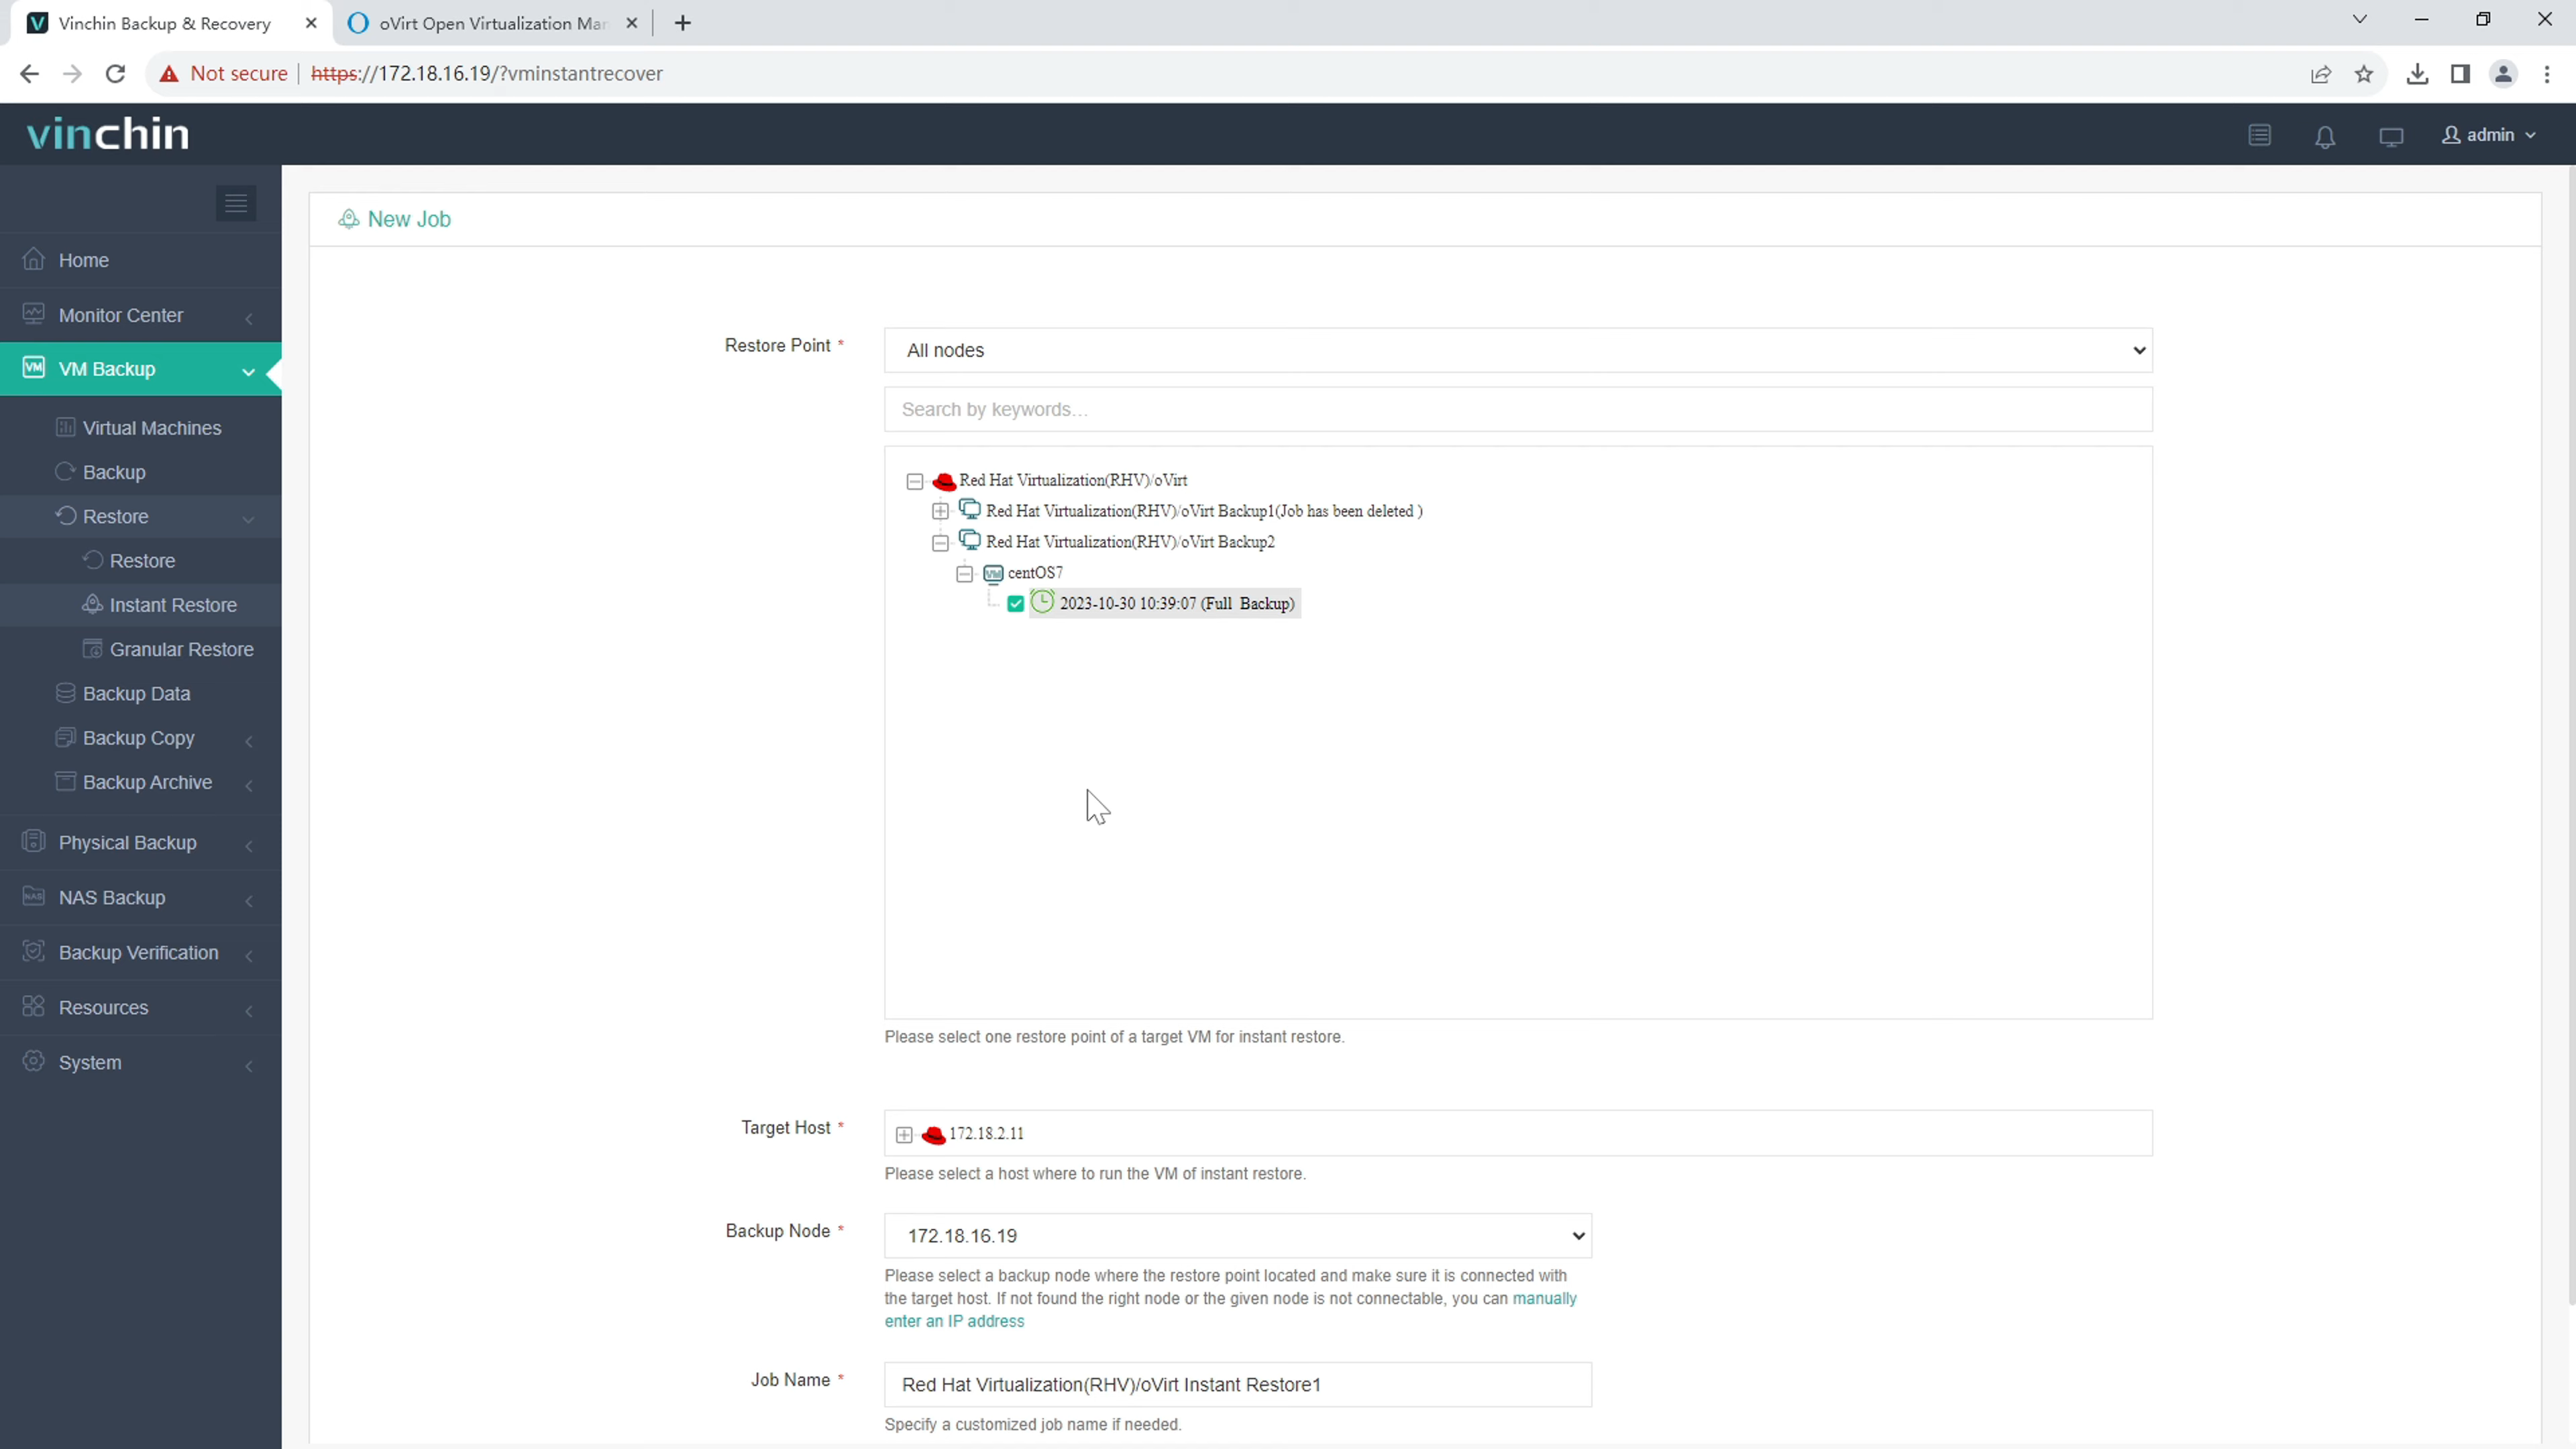 Vinchin Backup & Recovery
oVirt Open Virtualization Man
Not secure https://172.18.16.19/?vminstantrecover
vinchin
admin
New Job
Home
Monitor Center
VM Backup
Virtual Machines
Backup
Restore
Restore
Instant Restore
Granular Restore
Backup Data
Backup Copy
Backup Archive
Physical Backup
NAS Backup
Backup Verification
Resources
System
Restore Point *
All nodes
Search by keywords...
Red Hat Virtualization(RHV)/oVirt
Red Hat Virtualization(RHV)/oVirt Backup1(Job has been deleted )
Red Hat Virtualization(RHV)/oVirt Backup2
VM centOS7
2023-10-30 10:39:07 (Full Backup)
Please select one restore point of a target VM for instant restore.
Target Host *
172.18.2.11
Please select a host where to run the VM of instant restore.
Backup Node *
172.18.16.19
Please select a backup node where the restore point located and make sure it is connected with
the target host. If not found the right node or the given node is not connectable, you can manually
enter an IP address
Job Name *
Red Hat Virtualization(RHV)/oVirt Instant Restore1
Specify a customized job name if needed.